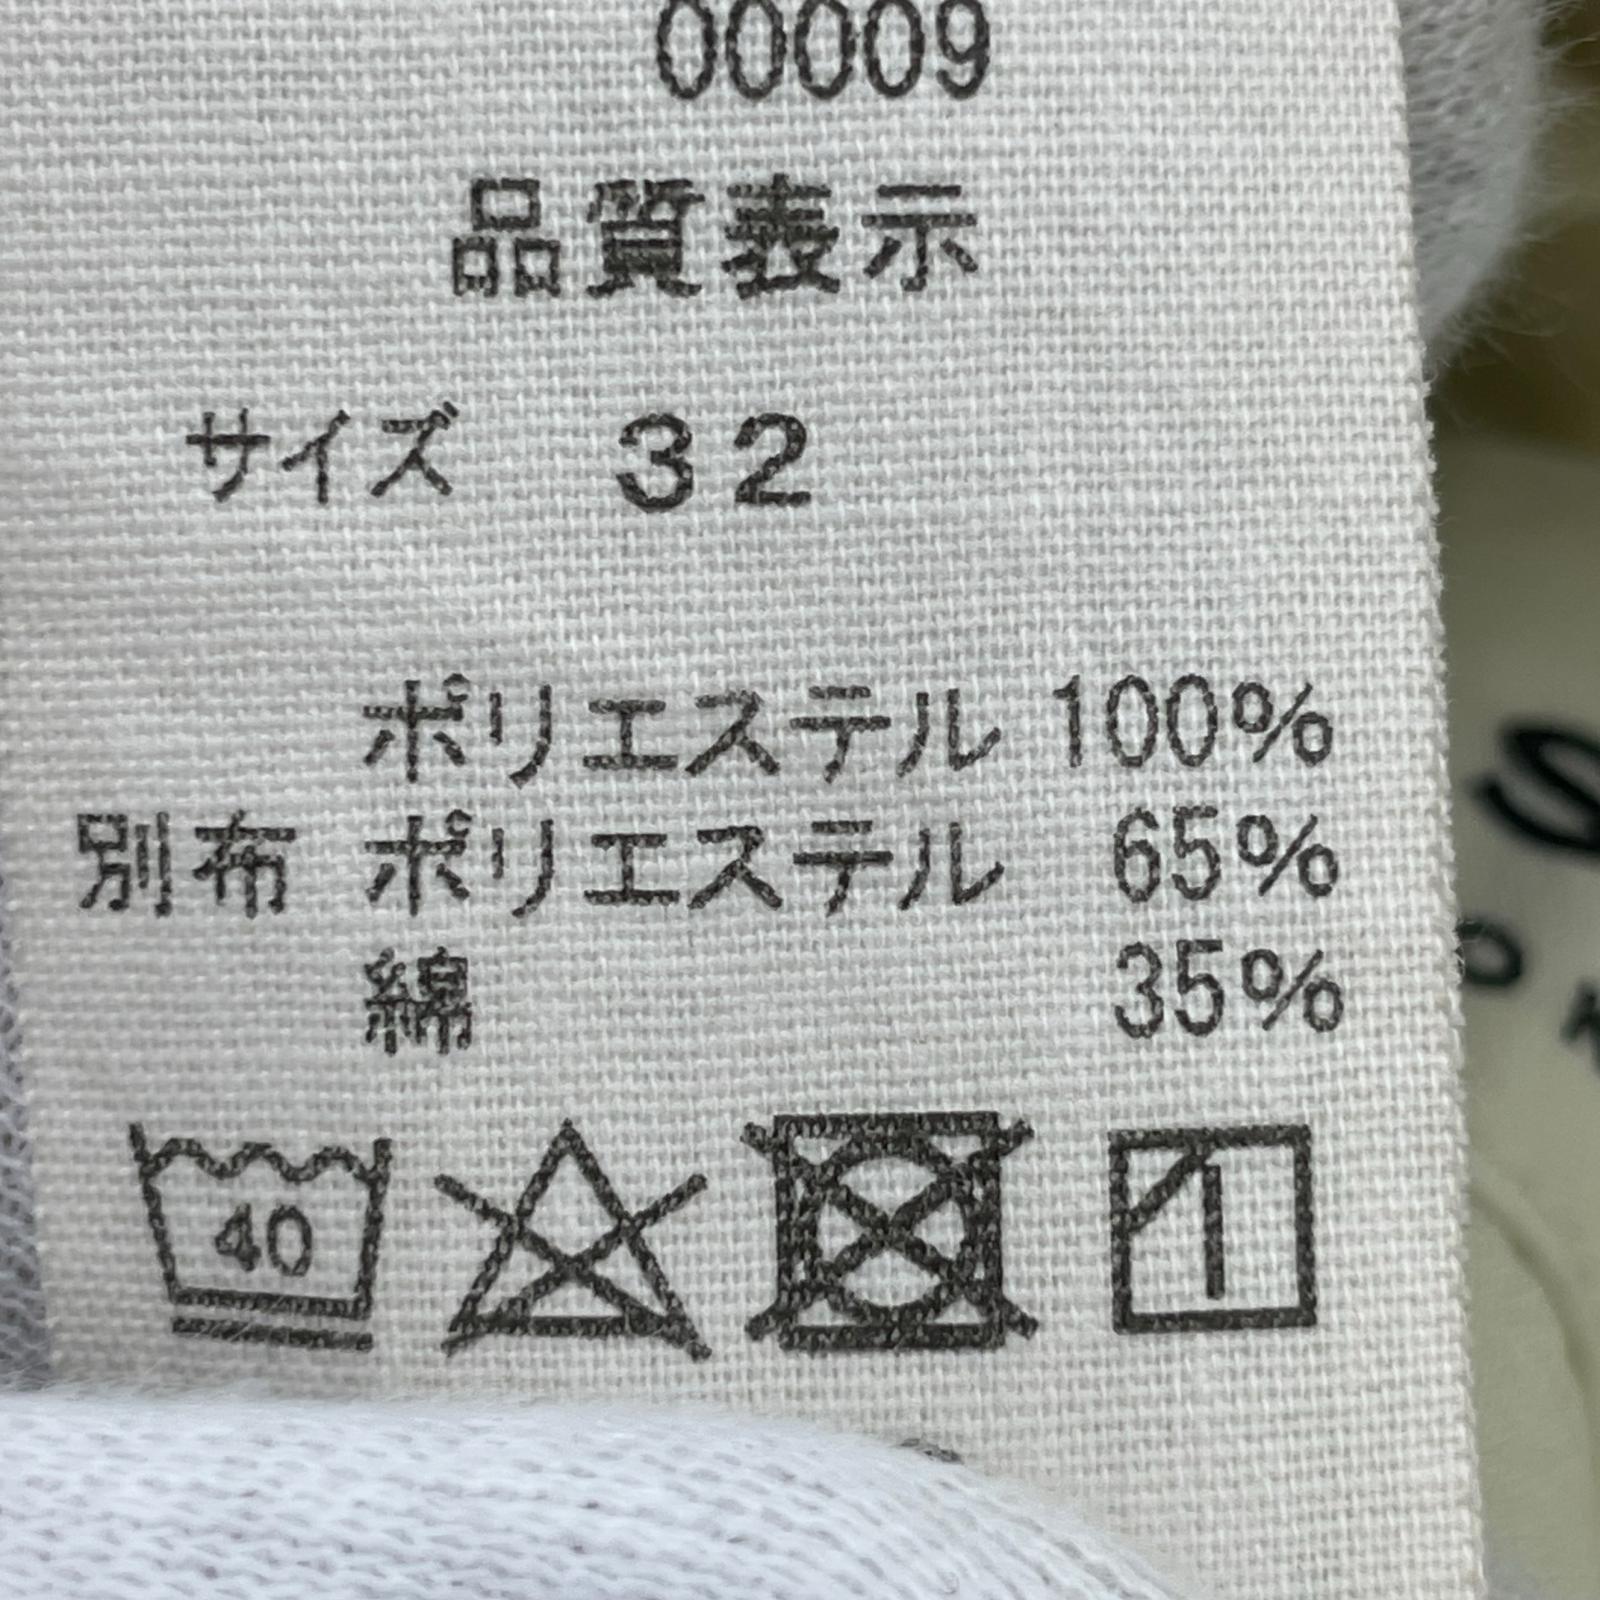 00009
品質表示
サイズ 32
ポリエステル 100%
別布 ポリエステル 65%
綿 35%
40